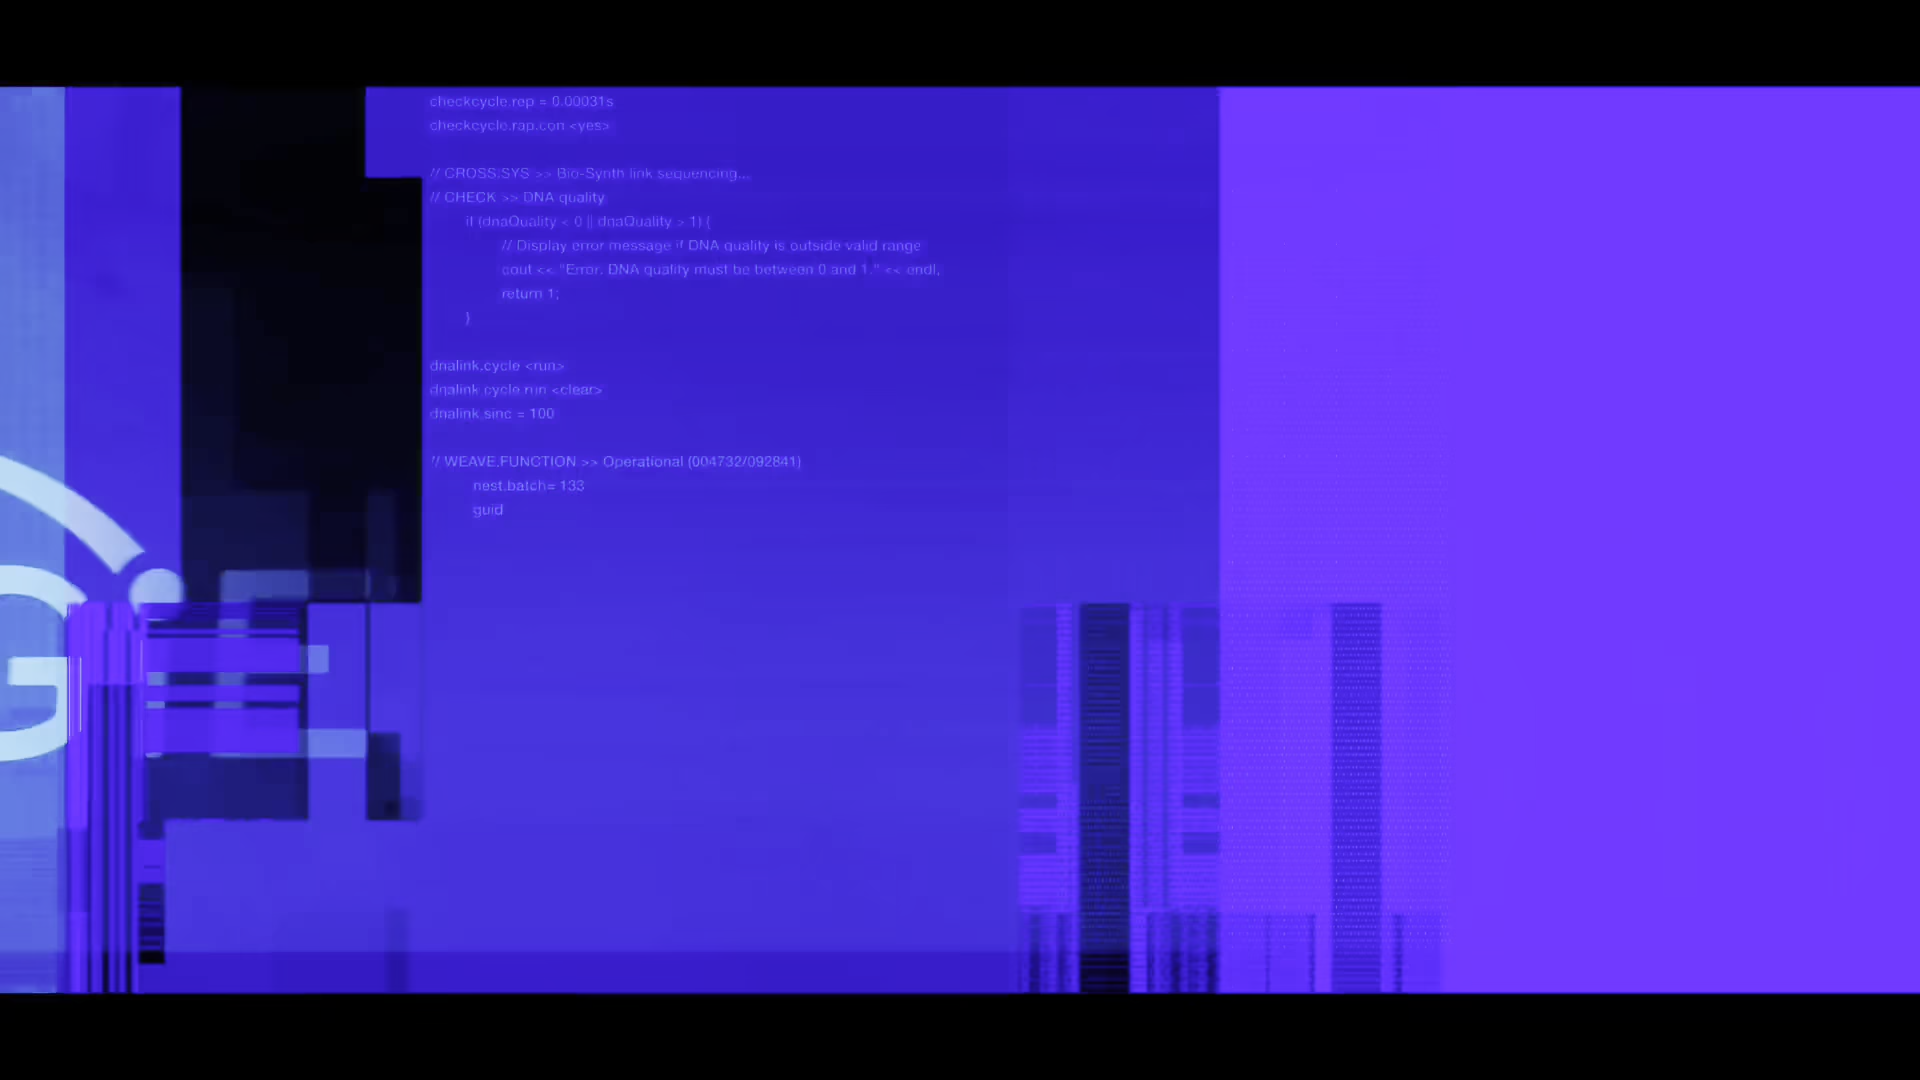 checkcycle.rep = 0.00031s
checkcycle.rap.con <yes>
// CROSS.SYS >> Bio-Synth link sequencing...
// CHECK >> DNA quality
if (dnaQuality < 0 || dnaQuality > 1) {
// Display error message if DNA quality is outside valid range
cout << "Error. DNA quality must be between 0 and 1." << endl,
return 1;
}
dnalink.cycle <run>
dnalink cycle run <clear>
dnalink.sinc = 100
// WEAVE.FUNCTION >> Operational (004732/092841)
nest.batch= 133
guid
G